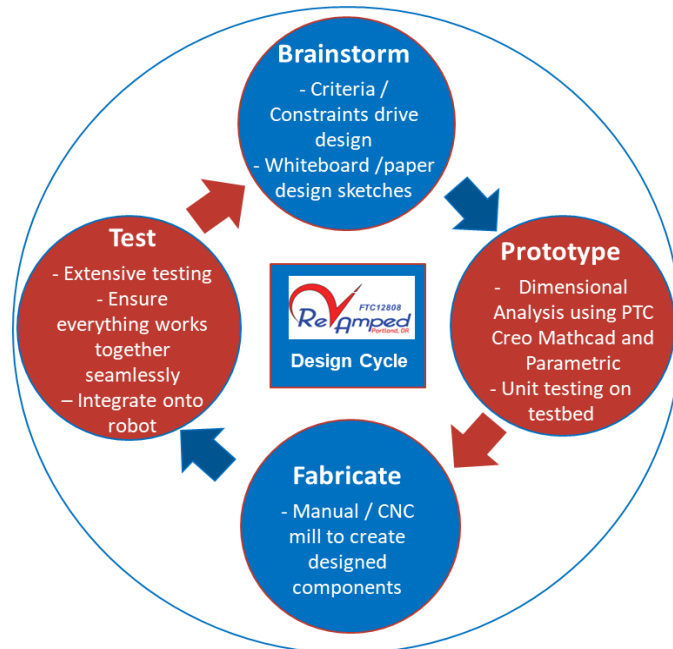 Brainstorm
- Criteria /
Constraints drive
design
- Whiteboard /paper
design sketches
Prototype
- Dimensional
Analysis using PTC
Creo Mathcad and
Parametric
- Unit testing on
testbed
Fabricate
- Manual / CNC
mill to create
designed
components
Test
- Extensive testing
- Ensure
everything works
together
seamlessly
– Integrate onto
robot
FTC12808
ReVAmped
Portland, OR
Design Cycle